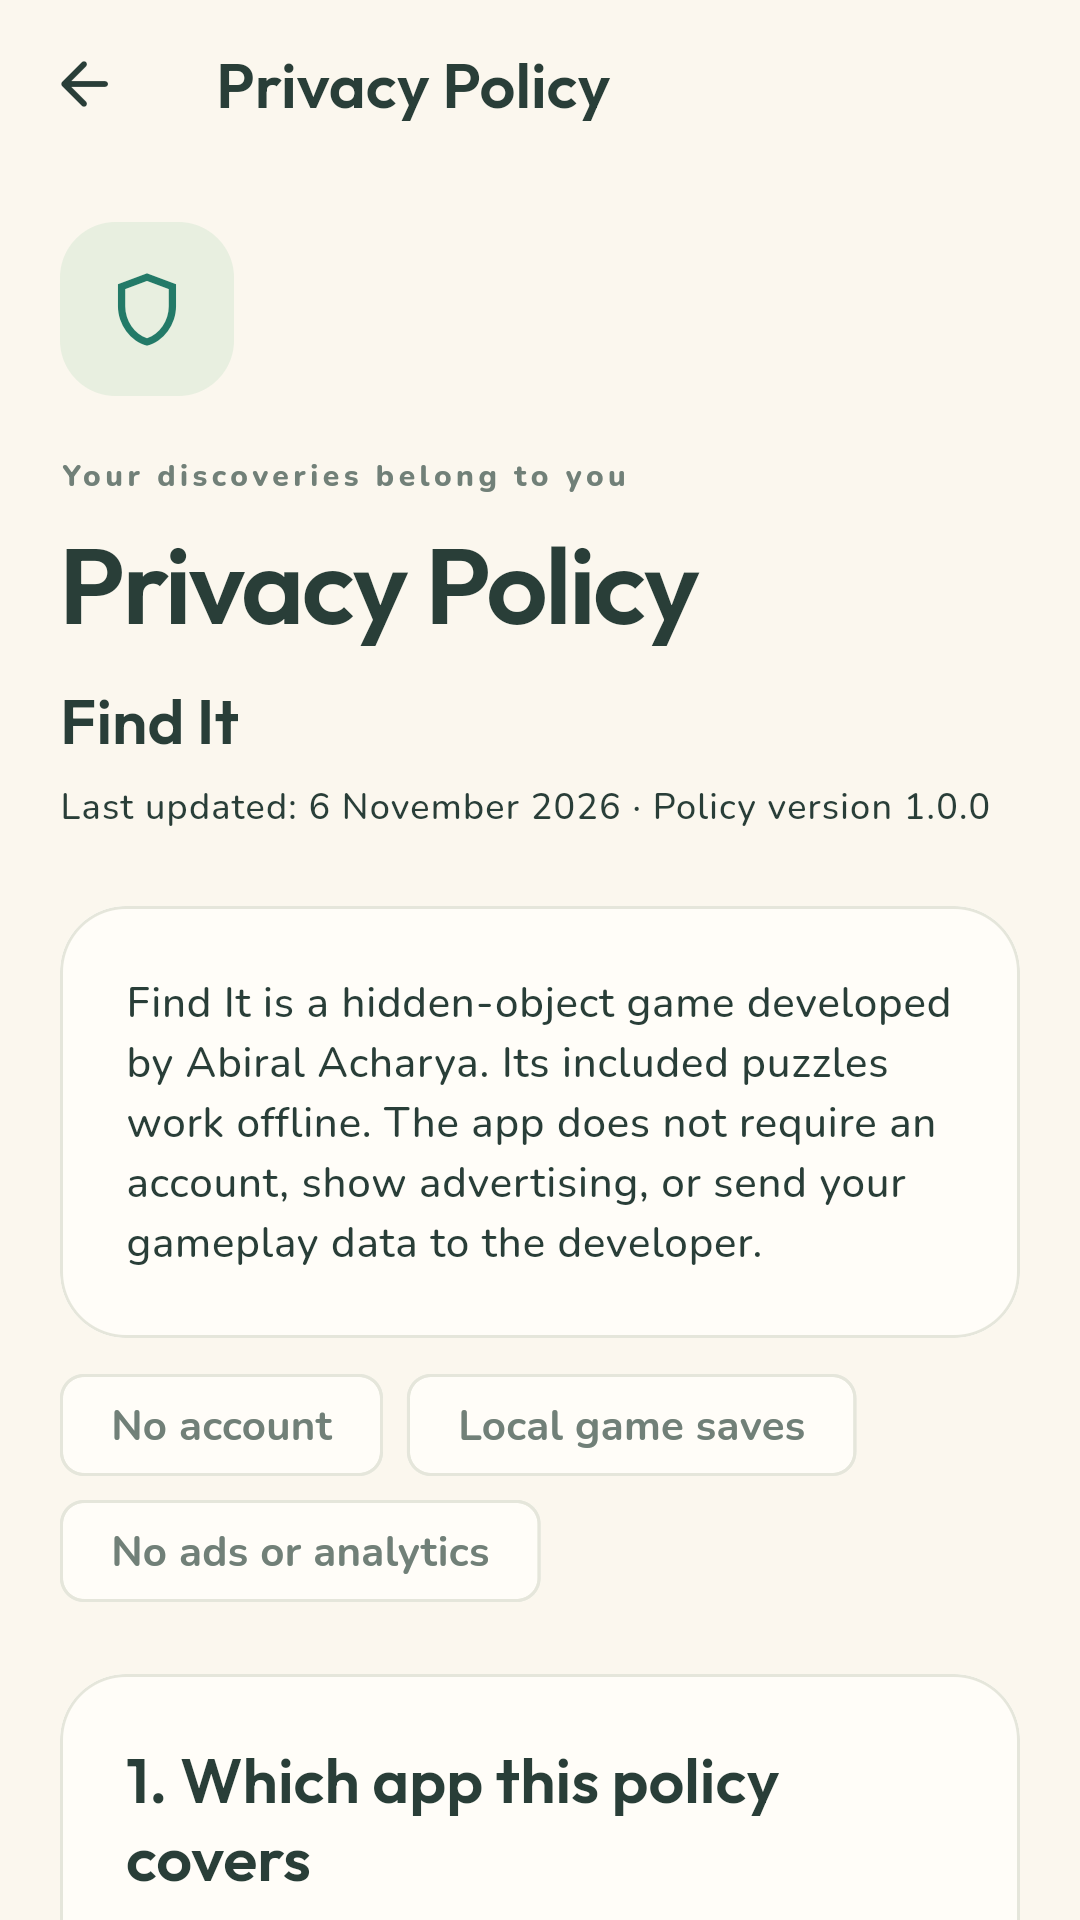 Privacy Policy
Your discoveries belong to you
Privacy Policy
Find It
Last updated: 6 November 2026 · Policy version 1.0.0
Find It is a hidden-object game developed
by Abiral Acharya. Its included puzzles
work offline. The app does not require an
account, show advertising, or send your
gameplay data to the developer.
No account
Local game saves
No ads or analytics
1. Which app this policy
covers